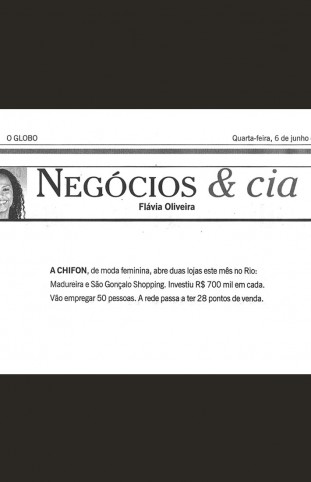 O GLOBO
Quarta-feira, 6 de junho
NEGÓCIOS & cia
Flávia Oliveira
A CHIFON, de moda feminina, abre duas lojas este mês no Rio:
Madureira e São Gonçalo Shopping. Investiu R$ 700 mil em cada.
Vão empregar 50 pessoas. A rede passa a ter 28 pontos de venda.